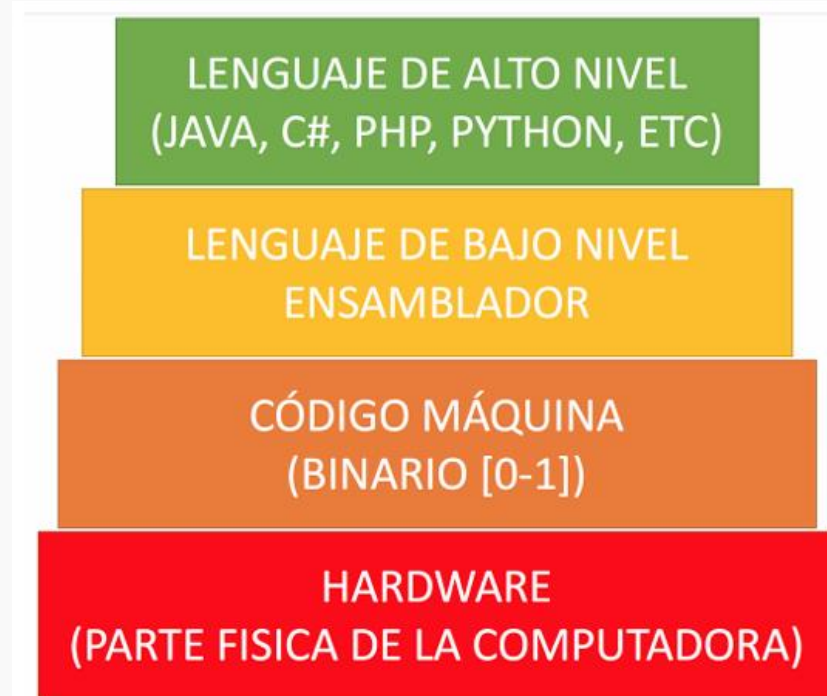 LENGUAJE DE ALTO NIVEL
(JAVA, C#, PHP, PYTHON, ETC)
LENGUAJE DE BAJO NIVEL
ENSAMBLADOR
CÓDIGO MÁQUINA
(BINARIO [0-1])
HARDWARE
(PARTE FISICA DE LA COMPUTADORA)